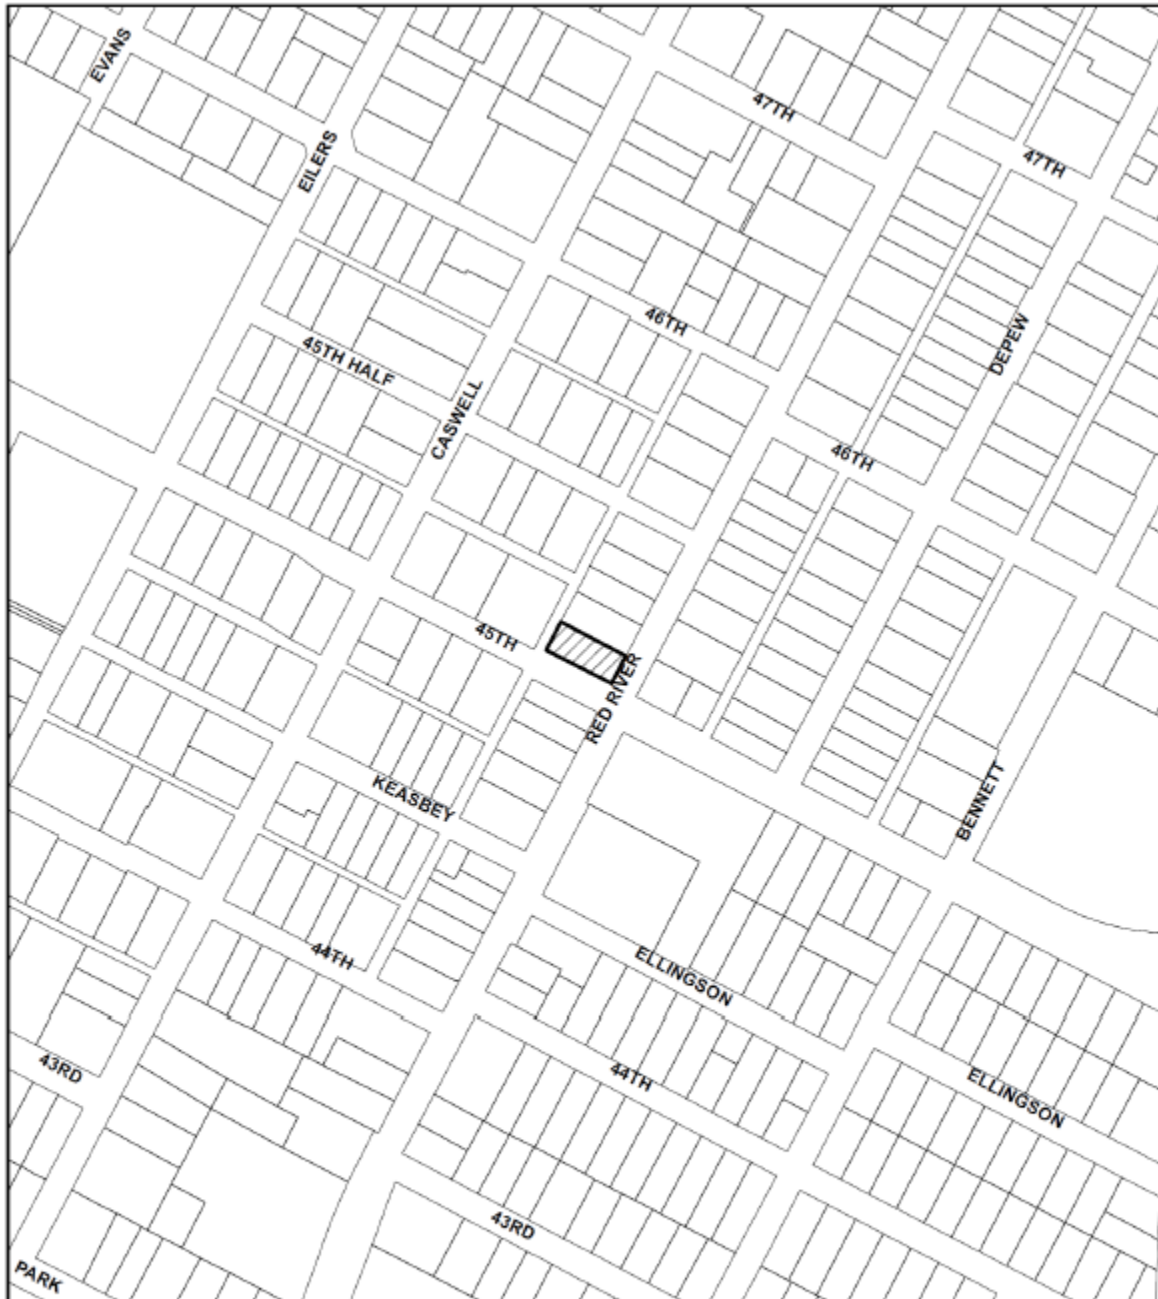 EVANS
47TH
EILERS
47TH
46TH
DEPEW
45TH HALF
CASWELL
46TH
45TH
RED RIVER
KEASBEY
BENNETT
44TH
ELLINGSON
43RD
44TH
ELLINGSON
43RD
PARK